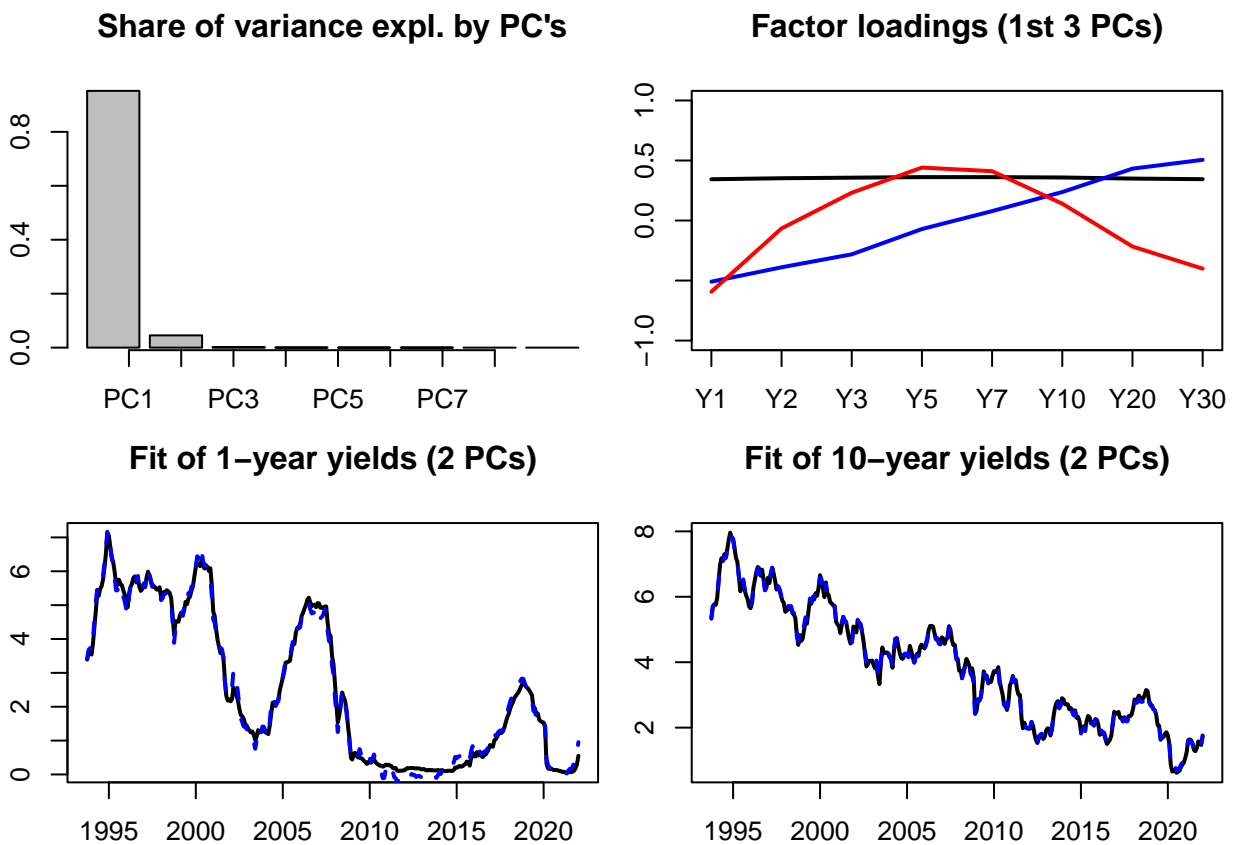 Share of variance expl. by PC's
0.8
0.4
0.0
PC1 PC3 PC5 PC7
Factor loadings (1st 3 PCs)
1.0
0.5
0.0
−1.0
Y1 Y2 Y3 Y5 Y7 Y10 Y20 Y30
Fit of 1−year yields (2 PCs)
6
4
2
0
1995 2000 2005 2010 2015 2020
Fit of 10−year yields (2 PCs)
8
6
4
2
1995 2000 2005 2010 2015 2020